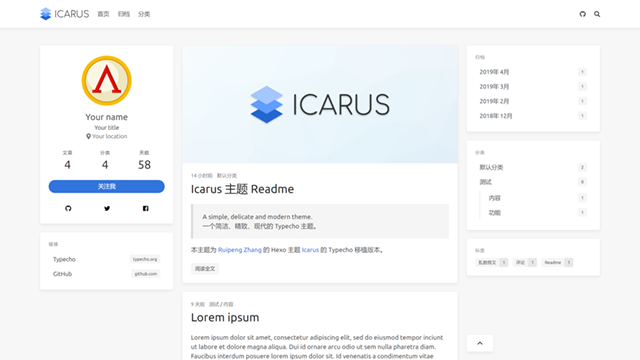 ICARUS 首页 归档 分类
Your name
Your title
Your location
文章 分类 天前
4 4 58
关注我
链接
Typecho typecho.org
GitHub github.com
ICARUS
14 小时前 默认分类
Icarus 主题 Readme
A simple, delicate and modern theme.
一个简洁、精致、现代的 Typecho 主题。
本主题为 Ruipeng Zhang 的 Hexo 主题 Icarus 的 Typecho 移植版本。
阅读全文
9 天前 测试 / 内容
Lorem ipsum
Lorem ipsum dolor sit amet, consectetur adipiscing elit, sed do eiusmod tempor incididunt
ut labore et dolore magna aliqua. Dui id ornare arcu odio ut sem nulla pharetra diam.
Faucibus interdum posuere lorem ipsum dolor sit. Id venenatis a condimentum vitae
归档
2019年 4月 1
2019年 3月 1
2019年 2月 1
2018年 12月 1
分类
默认分类 2
测试 8
内容 1
功能 1
标签
乱数假文 1 评论 1 Readme 1